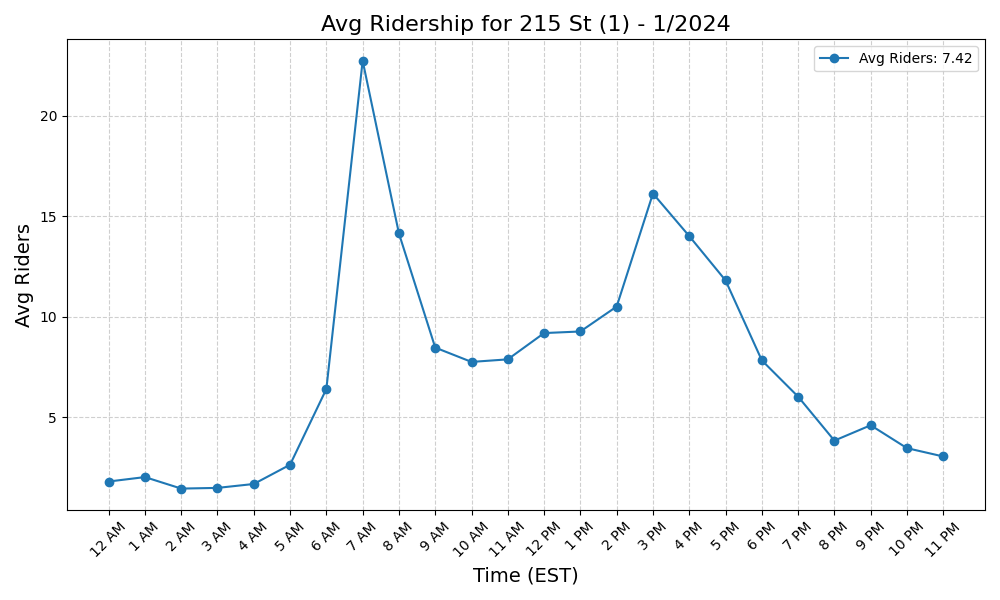 Avg Ridership for 215 St (1) - 1/2024
Avg Riders: 7.42
Avg Riders
20
15
10
5
12 AM 1 AM 2 AM 3 AM 4 AM 5 AM 6 AM 7 AM 8 AM 9 AM 10 AM 11 AM 12 PM 1 PM 2 PM 3 PM 4 PM 5 PM 6 PM 7 PM 8 PM 9 PM 10 PM 11 PM
Time (EST)